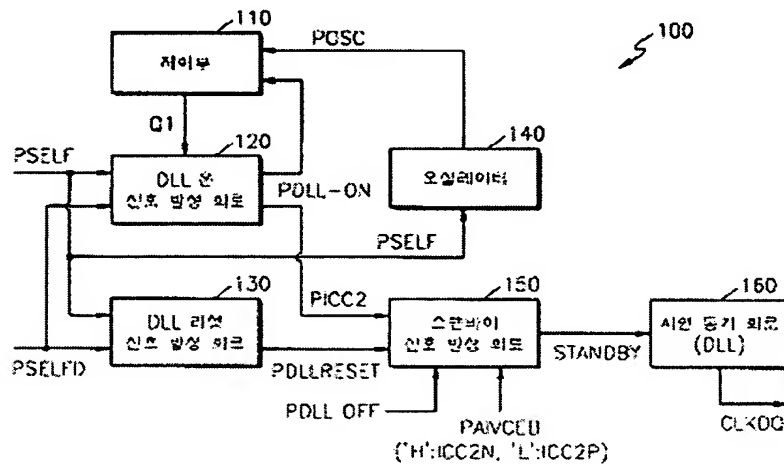 110
제어부
POSC
100
Q1
120
140
PSELF
DLL 온
신호 발생 회로
PDLL-ON
오실레이터
PSELF
130
PICC2
150
160
DLL 리셋
신호 발생 회로
스탠바이
신호 발생 회로
지연 동기 회로
(DLL)
PSELFD
PDLLRESET
STANDBY
PDLL OFF
('H':ICC2N, 'L':ICC2P)